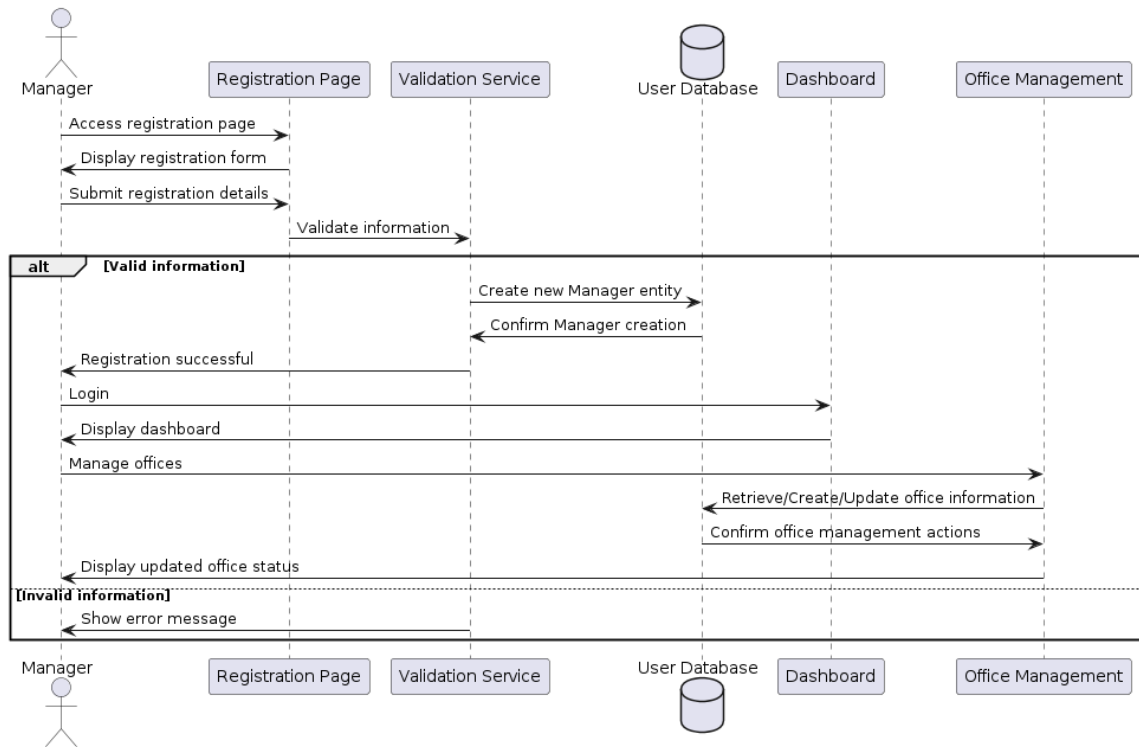 Manager
Registration Page
Validation Service
User Database
Dashboard
Office Management
Access registration page
Display registration form
Submit registration details
Validate information
alt
[Valid information]
Create new Manager entity
Confirm Manager creation
Registration successful
Login
Display dashboard
Manage offices
Retrieve/Create/Update office information
Confirm office management actions
Display updated office status
[Invalid information]
Show error message
Manager
Registration Page
Validation Service
User Database
Dashboard
Office Management